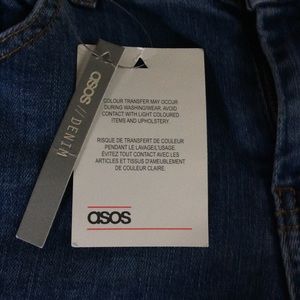 COLOUR TRANSFER MAY OCCUR
DURING WASHING/WEAR. AVOID
CONTACT WITH LIGHT COLOURED
ITEMS AND UPHOLSTERY.
RISQUE DE TRANSFERT DE COULEUR
PENDANT LE LAVAGE/L'USAGE.
ÉVITEZ TOUT CONTACT AVEC LES
ARTICLES ET TISSUS D'AMEUBLEMENT
DE COULEUR CLAIRE.
asos
asos // DENIM